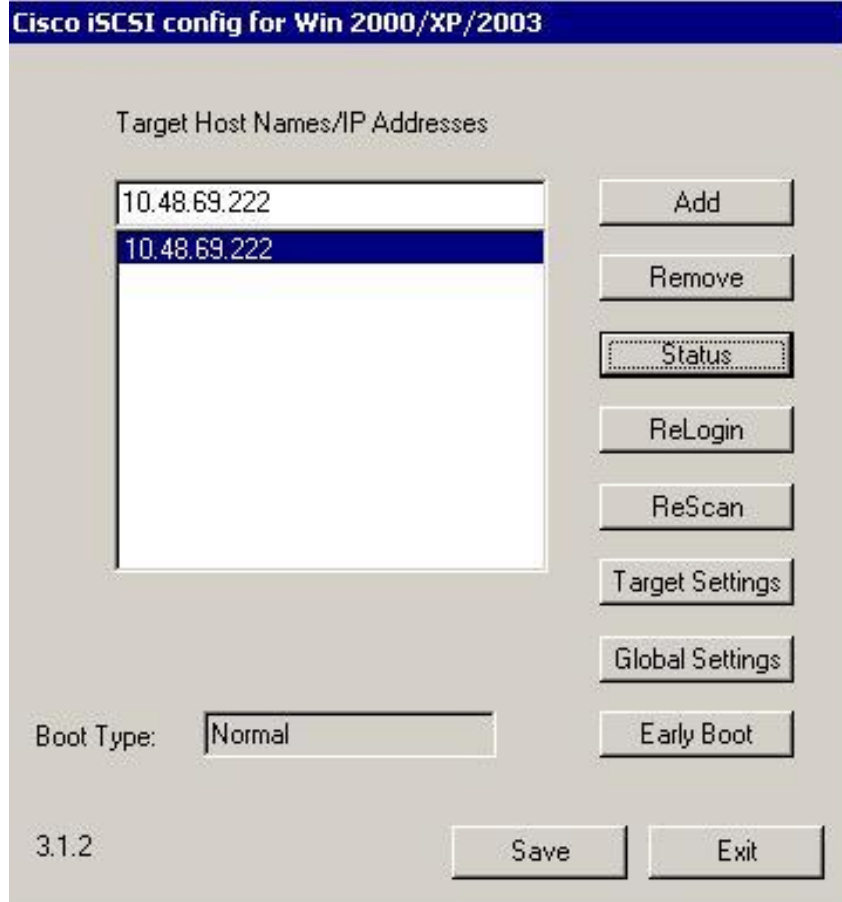 Cisco iSCSI config for Win 2000/XP/2003
Target Host Names/IP Addresses
10.48.69.222
Add
10.48.69.222
Remove
Status
ReLogin
ReScan
Target Settings
Global Settings
Boot Type:
Normal
Early Boot
3.1.2
Save
Exit